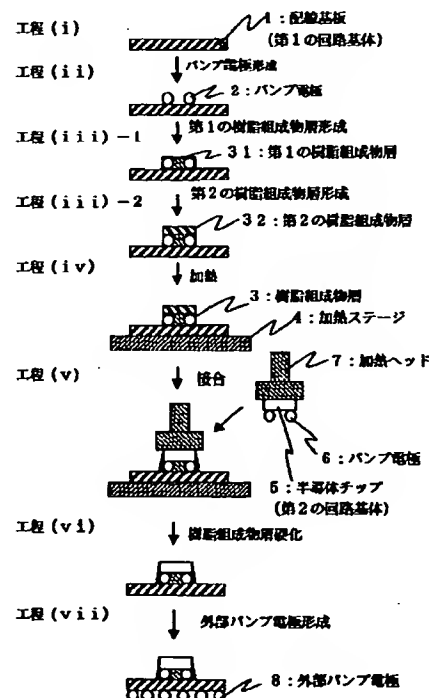 工程(i)
1:配線基板
(第1の回路基体)
工程(ii)
バンプ電極形成
2:バンプ電極
工程(iii)-1
第1の樹脂組成物層形成
31:第1の樹脂組成物層
工程(iii)-2
第2の樹脂組成物層形成
32:第2の樹脂組成物層
工程(iv)
加熱
3:樹脂組成物層
4:加熱ステージ
工程(v)
接合
7:加熱ヘッド
6:バンプ電極
5:半導体チップ
(第2の回路基体)
工程(vi)
樹脂組成物層硬化
工程(vii)
外部バンプ電極形成
8:外部バンプ電極